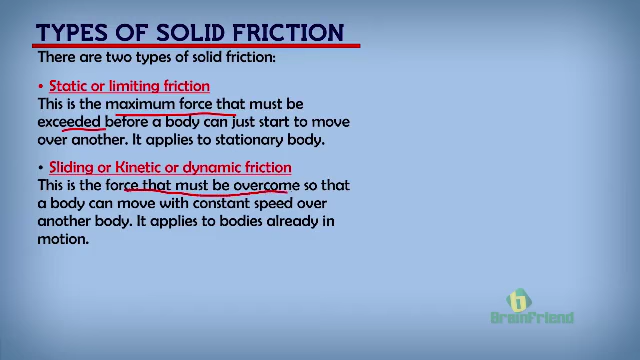 TYPES OF SOLID FRICTION
There are two types of solid friction:
• Static or limiting friction
This is the maximum force that must be
exceeded before a body can just start to move
over another. It applies to stationary body.
• Sliding or Kinetic or dynamic friction
This is the force that must be overcome so that
a body can move with constant speed over
another body. It applies to bodies already in
motion.
b
BrainFriend